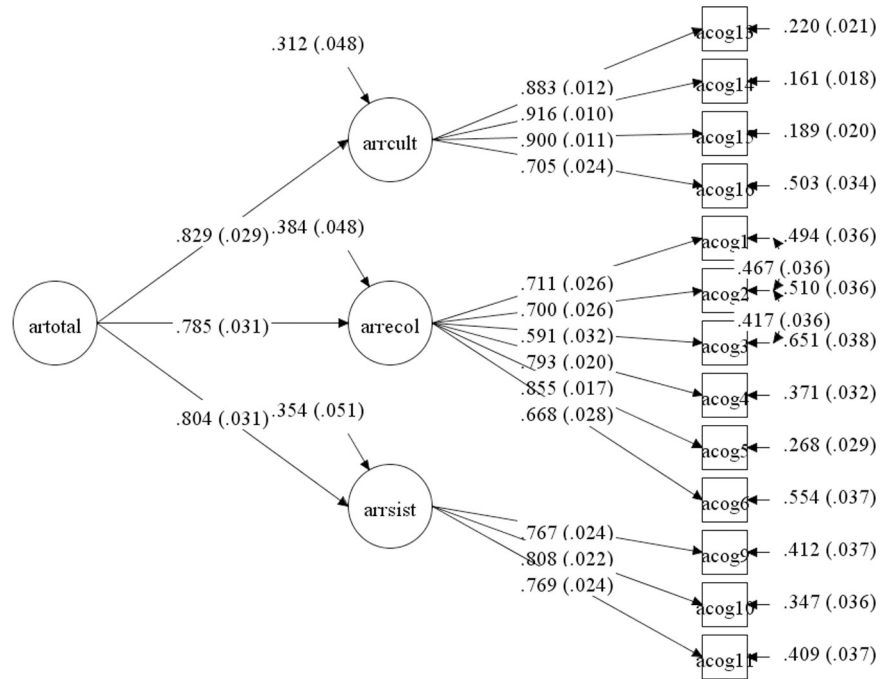 .312 (.048)
arrcult
.883 (.012)
.916 (.010)
.900 (.011)
.705 (.024)
acog13
.220 (.021)
acog14
.161 (.018)
acog15
.189 (.020)
acog16
.503 (.034)
artotal
.829 (.029)
.785 (.031)
.804 (.031)
.384 (.048)
arrecol
.711 (.026)
.700 (.026)
.591 (.032)
.793 (.020)
.855 (.017)
.668 (.028)
acog1
.494 (.036)
.467 (.036)
acog2
.510 (.036)
.417 (.036)
acog3
.651 (.038)
acog4
.371 (.032)
acog5
.268 (.029)
acog6
.554 (.037)
.354 (.051)
arrsist
.767 (.024)
.808 (.022)
.769 (.024)
acog9
.412 (.037)
acog10
.347 (.036)
acog11
.409 (.037)